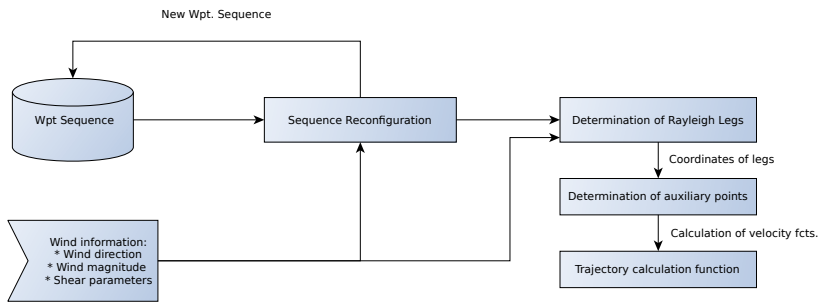 New Wpt. Sequence
Wpt Sequence
Sequence Reconfiguration
Determination of Rayleigh Legs
Coordinates of legs
Determination of auxiliary points
Calculation of velocity fcts.
Trajectory calculation function
Wind information:
* Wind direction
* Wind magnitude
* Shear parameters